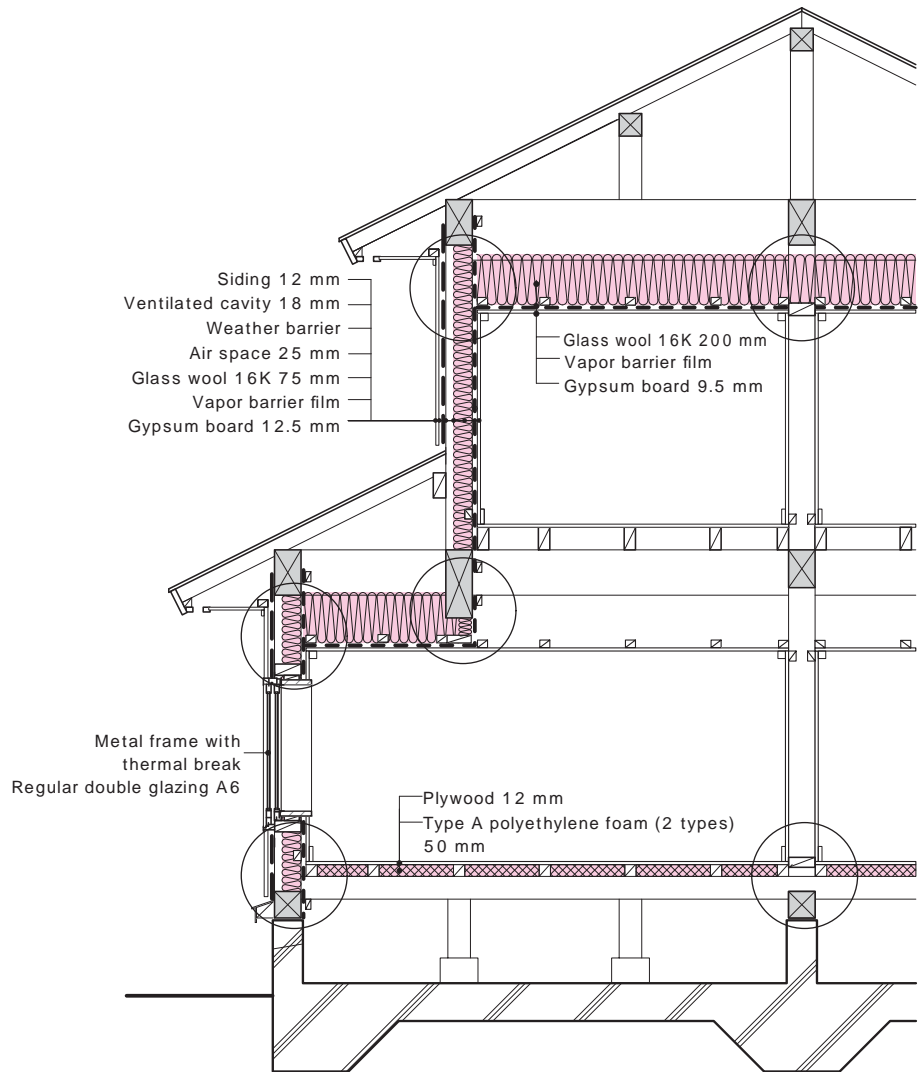 Siding 12 mm
Ventilated cavity 18 mm
Weather barrier
Air space 25 mm
Glass wool 16K 75 mm
Vapor barrier film
Gypsum board 12.5 mm
Glass wool 16K 200 mm
Vapor barrier film
Gypsum board 9.5 mm
Metal frame with
thermal break
Regular double glazing A6
Plywood 12 mm
Type A polyethylene foam (2 types)
50 mm